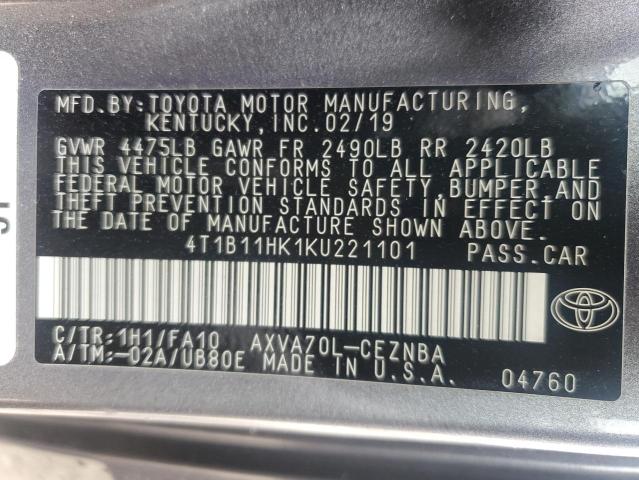 MFD.BY:TOYOTA MOTOR MANUFACTURING,
KENTUCKY,INC.02/19
GVWR 4475LB GAWR FR 2490LB RR 2420LB
THIS VEHICLE CONFORMS TO ALL APPLICABLE
FEDERAL MOTOR VEHICLE SAFETY, BUMPER,AND
THEFT PREVENTION STANDARDS IN EFFECT ON
THE DATE OF MANUFACTURE SHOWN ABOVE.
4T1B11HK1KU221101 PASS.CAR
C/TR:1H1/FA10 AXVA70L-CEZNBA
A/TM:-02A/UB80E MADE IN U.S.A. 04760